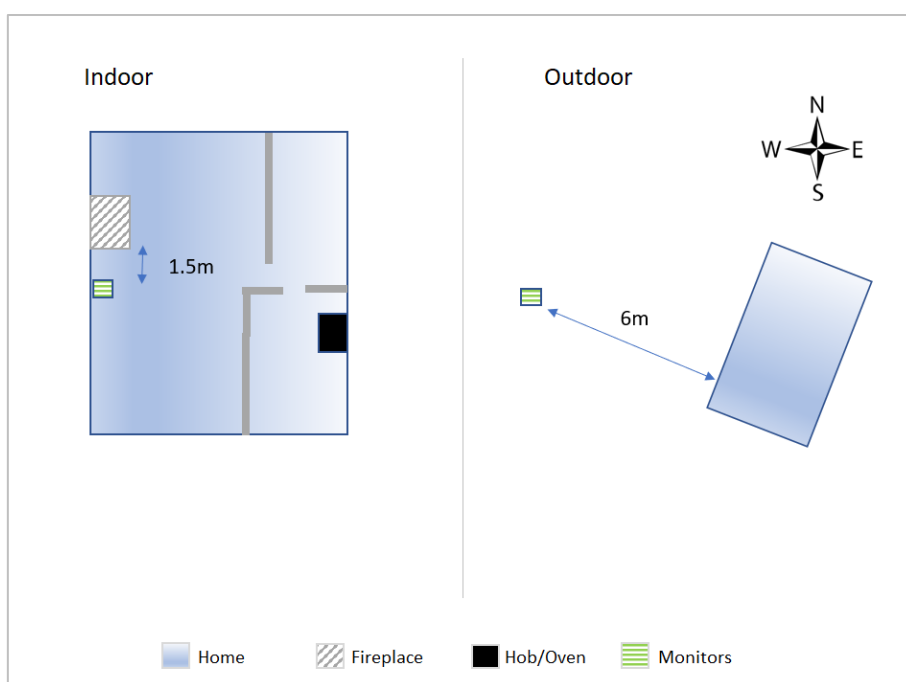 Indoor
Outdoor
N
W E
S
1.5m
6m
Home Fireplace Hob/Oven Monitors